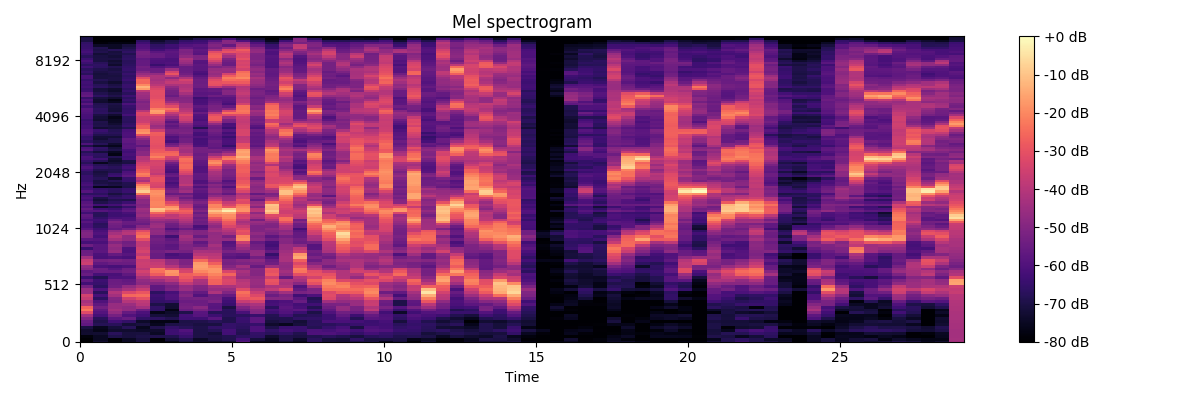 Mel spectrogram
Hz
8192
4096
2048
1024
512
0
0 5 10 15 20 25
Time
+0 dB
-10 dB
-20 dB
-30 dB
-40 dB
-50 dB
-60 dB
-70 dB
-80 dB